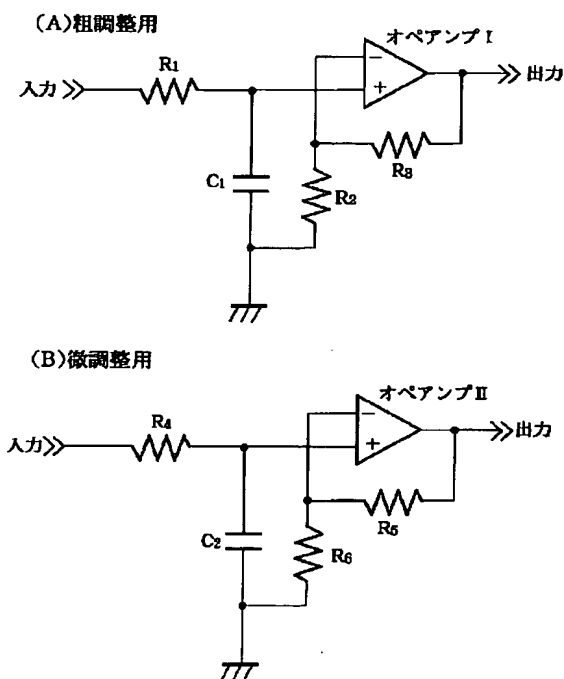 (A)粗調整用
オペアンプⅠ
入力
R1
出力
R3
C1
R2
(B)微調整用
オペアンプⅡ
入力
R4
出力
R5
C2
R6